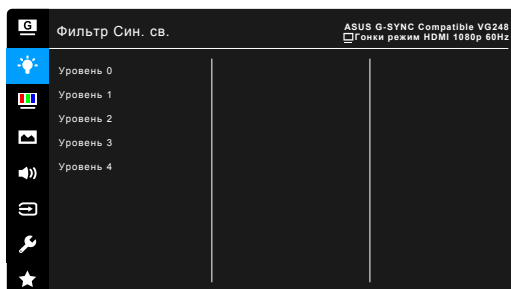 G
Фильтр Син. св.
ASUS G-SYNC Compatible VG248
Гонки режим HDMI 1080p 60Hz
Уровень 0
Уровень 1
Уровень 2
Уровень 3
Уровень 4